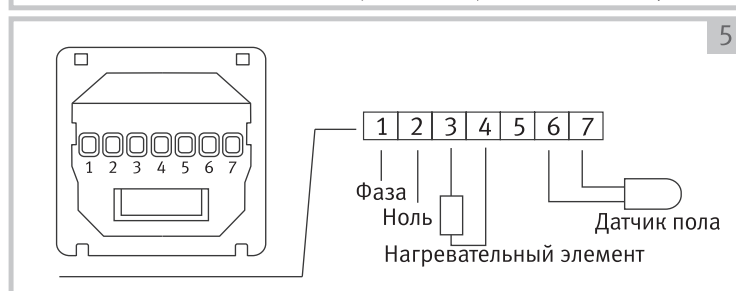 5
1 2 3 4 5 6 7
1 2 3 4 5 6 7
Фаза
Ноль
Датчик пола
Нагревательный элемент